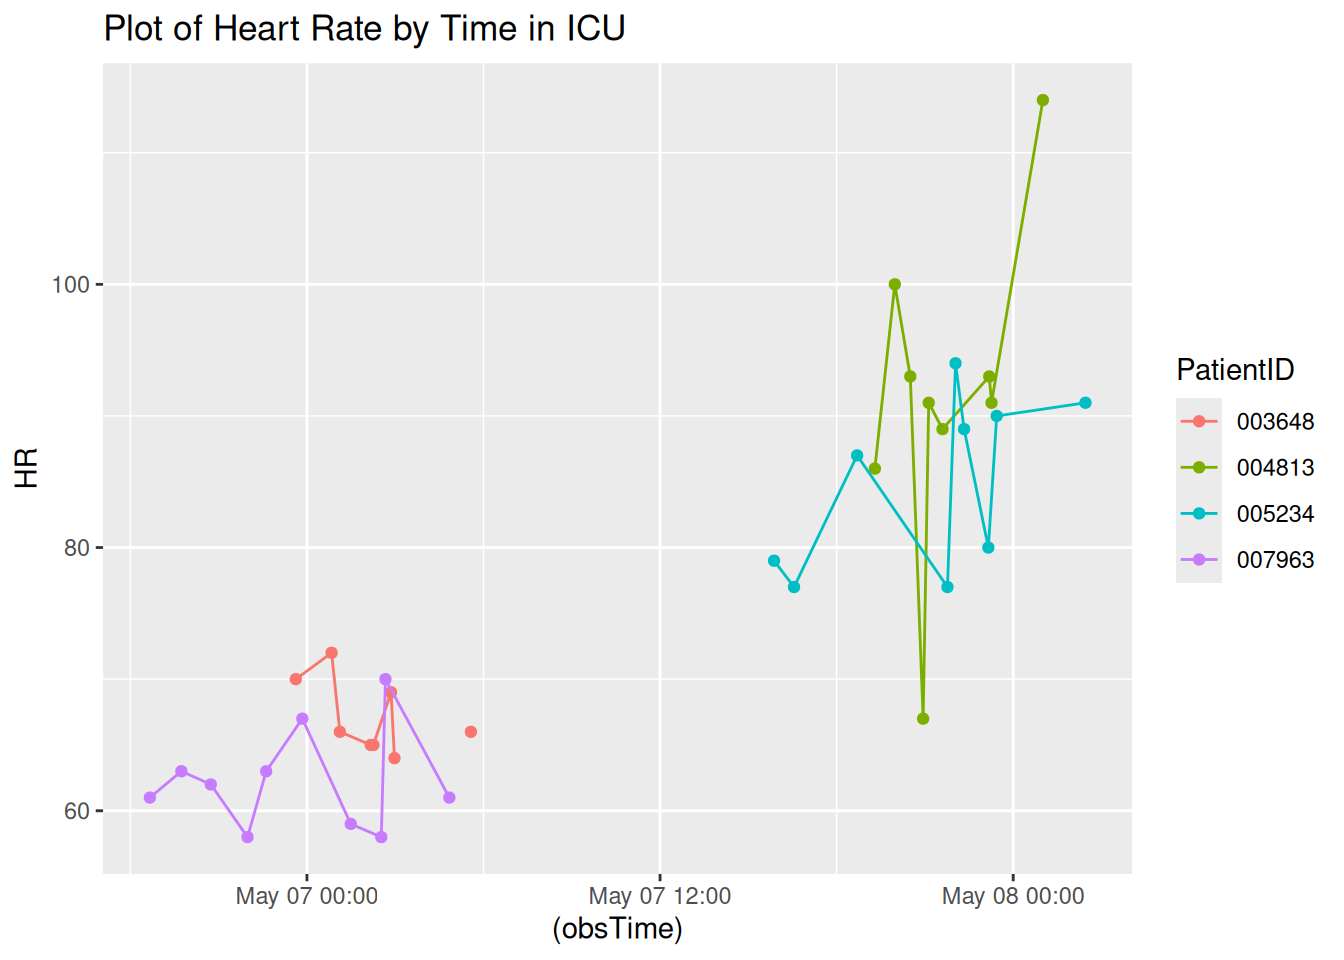 Plot of Heart Rate by Time in ICU
HR
100
80
60
May 07 00:00
May 07 12:00
May 08 00:00
(obsTime)
PatientID
003648
004813
005234
007963